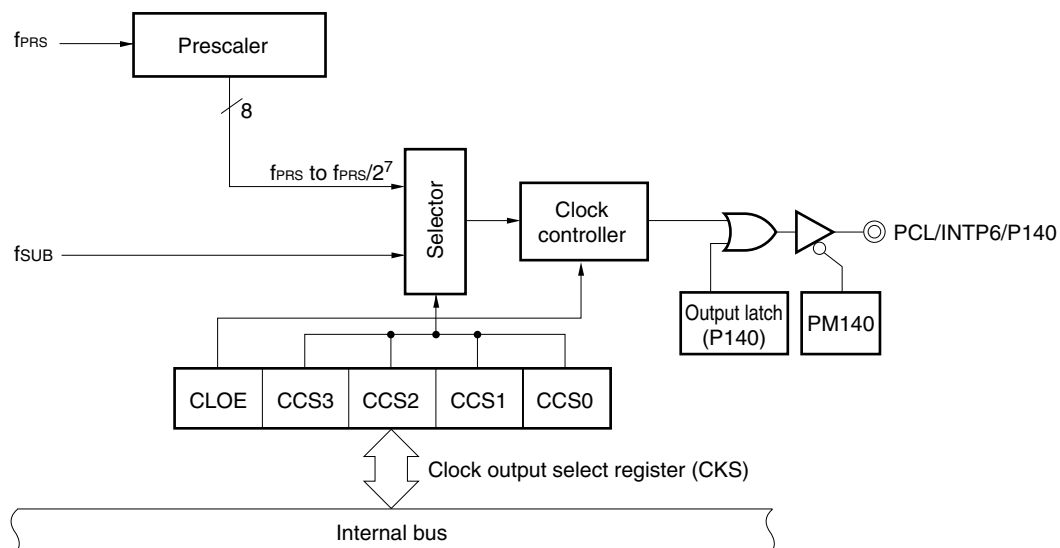 fPRS
Prescaler
8
fPRS to fPRS/2⁷
fSUB
Selector
Clock
controller
PCL/INTP6/P140
Output latch
(P140)
PM140
CLOE CCS3 CCS2 CCS1 CCS0
Clock output select register (CKS)
Internal bus